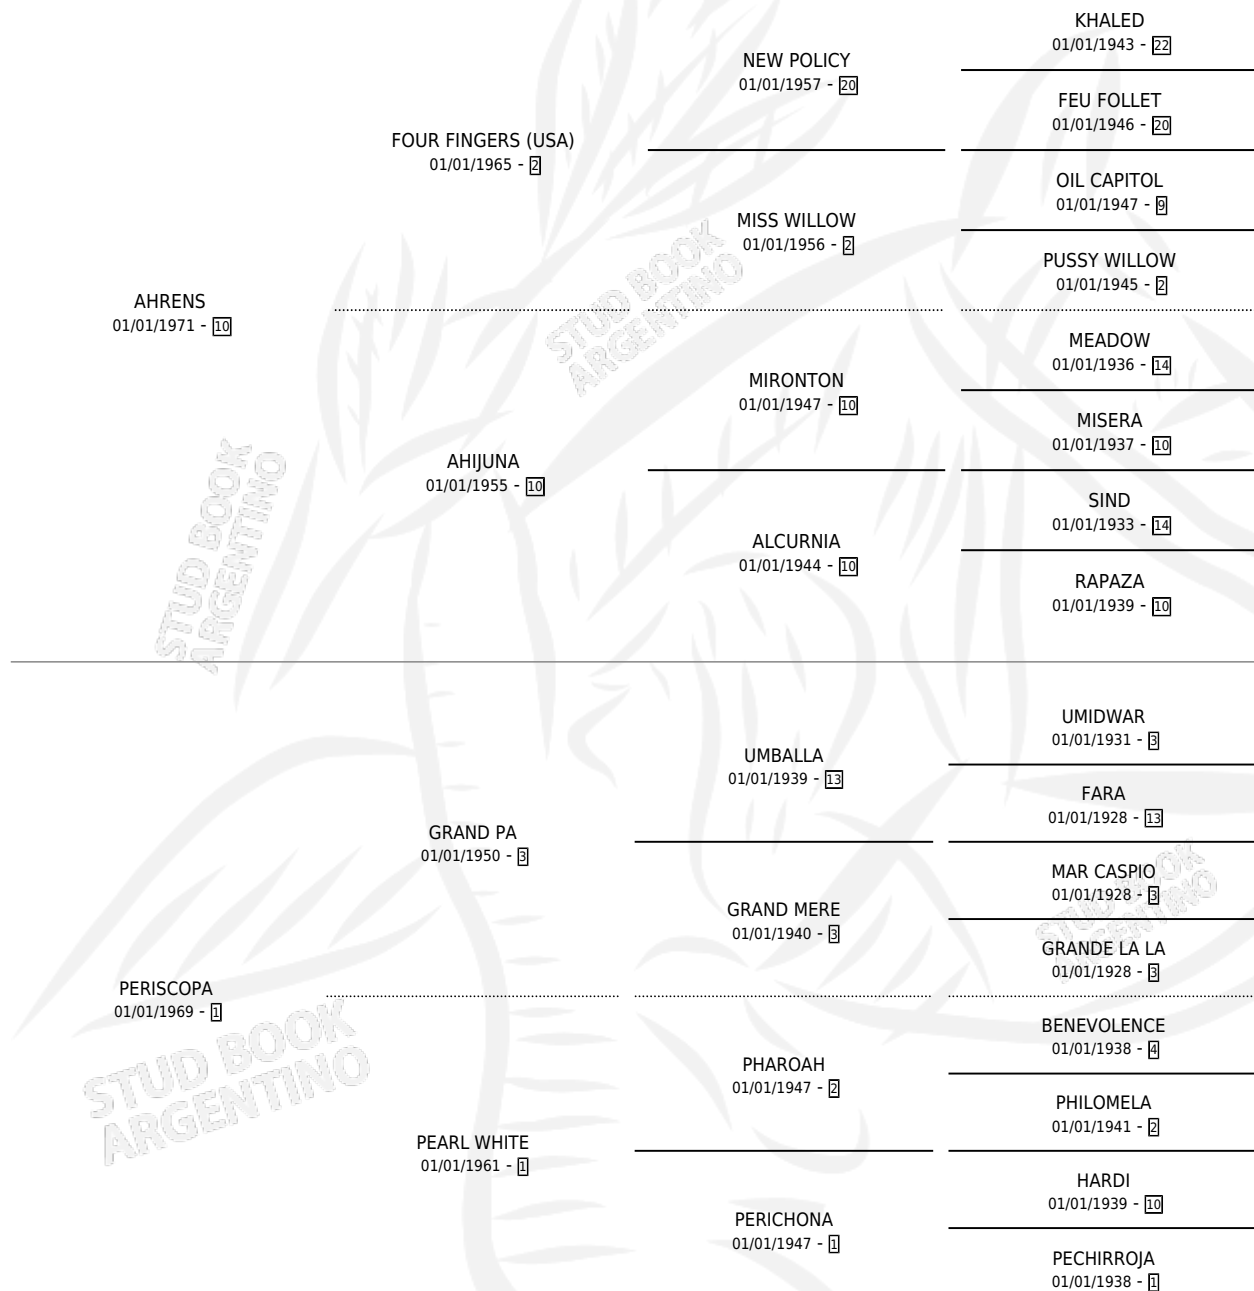 KHALED
01/01/1943 - 22
NEW POLICY
01/01/1957 - 20
FEU FOLLET
01/01/1946 - 20
FOUR FINGERS (USA)
01/01/1965 - 2
OIL CAPITOL
01/01/1947 - 9
MISS WILLOW
01/01/1956 - 2
PUSSY WILLOW
01/01/1945 - 2
AHRENS
01/01/1971 - 10
MEADOW
01/01/1936 - 14
MIRONTON
01/01/1947 - 10
MISERA
01/01/1937 - 10
AHIJUNA
01/01/1955 - 10
SIND
01/01/1933 - 14
ALCURNIA
01/01/1944 - 10
RAPAZA
01/01/1939 - 10
UMIDWAR
01/01/1931 - 3
UMBALLA
01/01/1939 - 13
FARA
01/01/1928 - 13
GRAND PA
01/01/1950 - 3
MAR CASPIO
01/01/1928 - 3
GRAND MERE
01/01/1940 - 3
GRANDE LA LA
01/01/1928 - 3
PERISCOPA
01/01/1969 - 1
BENEVOLENCE
01/01/1938 - 4
PHAROAH
01/01/1947 - 2
PHILOMELA
01/01/1941 - 2
PEARL WHITE
01/01/1961 - 1
HARDI
01/01/1939 - 10
PERICHONA
01/01/1947 - 1
PECHIRROJA
01/01/1938 - 1
STUD BOOK
ARGENTINO
STUD BOOK
ARGENTINO
STUD BOOK
ARGENTINO
STUD BOOK
ARGENTINO